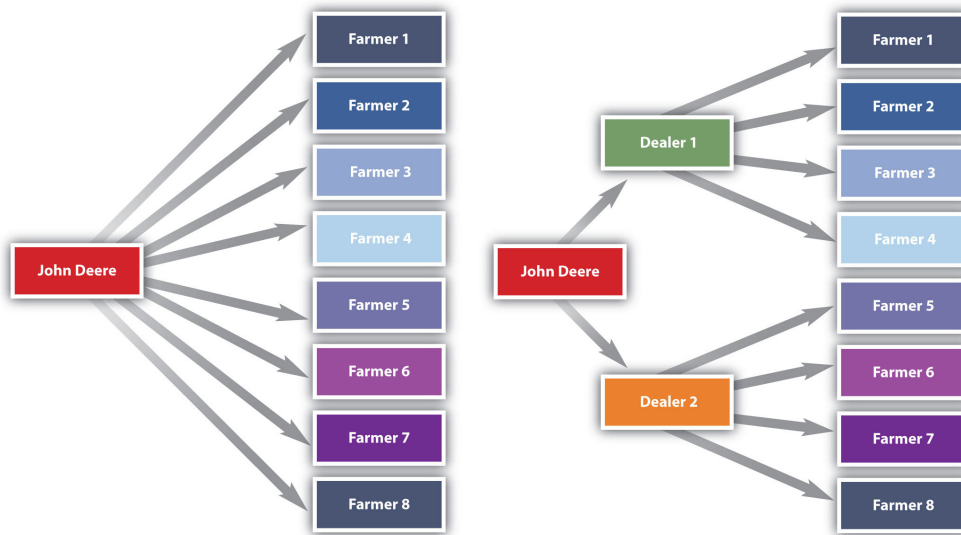 Farmer 1
Farmer 2
Farmer 3
Farmer 4
John Deere
Farmer 5
Farmer 6
Farmer 7
Farmer 8
Farmer 1
Farmer 2
Dealer 1
Farmer 3
Farmer 4
John Deere
Farmer 5
Farmer 6
Dealer 2
Farmer 7
Farmer 8